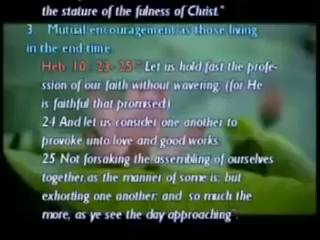 the stature of the fulness of Christ."
3 Mutual encouragement as those living
in the end time.
Heb. 10: 23-25 "Let us hold fast the profe-
ssion of our faith without wavering: (for He
is faithful that promised)
24 And let us consider one another to
provoke unto love and good works:
25 Not forsaking the assembling of ourselves
together, as the manner of some is; but
exhorting one another: and so much the
more, as ye see the day approaching".